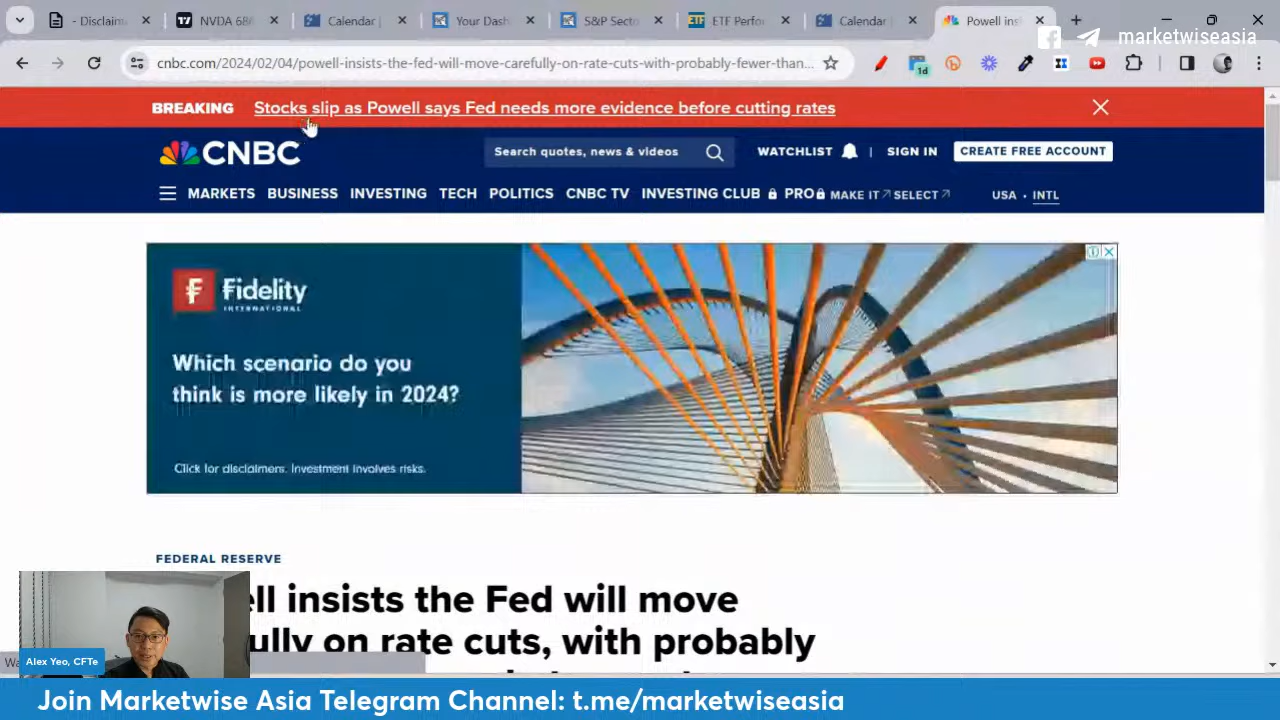 - Disclaim
NVDA 686
Calendar |
Your Dash
S&P Secto
ETF
ETF Perfo
Calendar |
Powell ins
marketwiseasia
cnbc.com/2024/02/04/powell-insists-the-fed-will-move-carefully-on-rate-cuts-with-probably-fewer-than...
1d
BREAKING Stocks slip as Powell says Fed needs more evidence before cutting rates
CNBC
Search quotes, news & videos
WATCHLIST | SIGN IN CREATE FREE ACCOUNT
MARKETS BUSINESS INVESTING TECH POLITICS CNBC TV INVESTING CLUB PRO MAKE IT SELECT USA · INTL
Fidelity
INTERNATIONAL
Which scenario do you
think is more likely in 2024?
Click for disclaimers. Investment involves risks.
FEDERAL RESERVE
ell insists the Fed will move
fully on rate cuts, with probably
Alex Yeo, CFTe
Join Marketwise Asia Telegram Channel: t.me/marketwiseasia